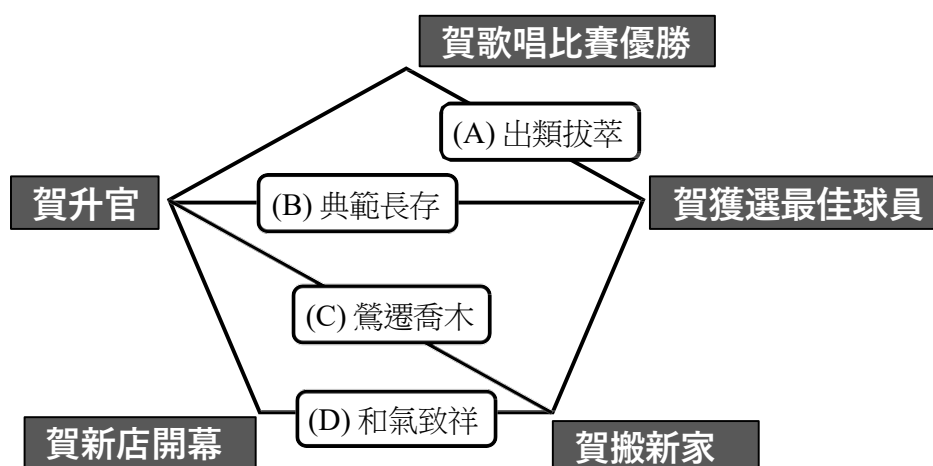 賀歌唱比賽優勝
(A) 出類拔萃
賀升官
(B) 典範長存
賀獲選最佳球員
(C) 鶯遷喬木
賀新店開幕
(D) 和氣致祥
賀搬新家